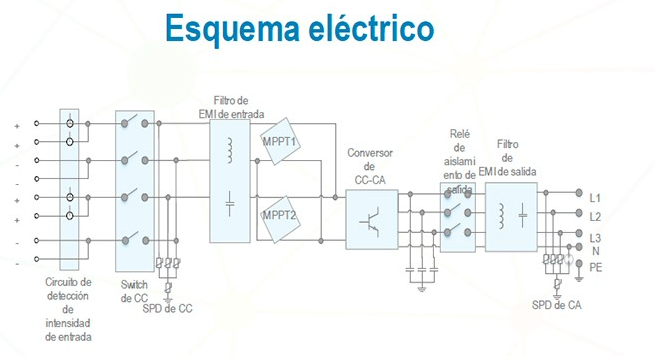 Esquema eléctrico
Filtro de
EMI de entrada
MPPT1
MPPT2
Conversor
de
CC-CA
Relé
de
aislami
ento de
salida
Filtro
de
EMI de salida
L1
L2
L3
N
PE
+
+
-
-
+
+
-
-
Circuito de
detección
de
intensidad
de entrada
Switch
de CC
SPD de CC
SPD de CA